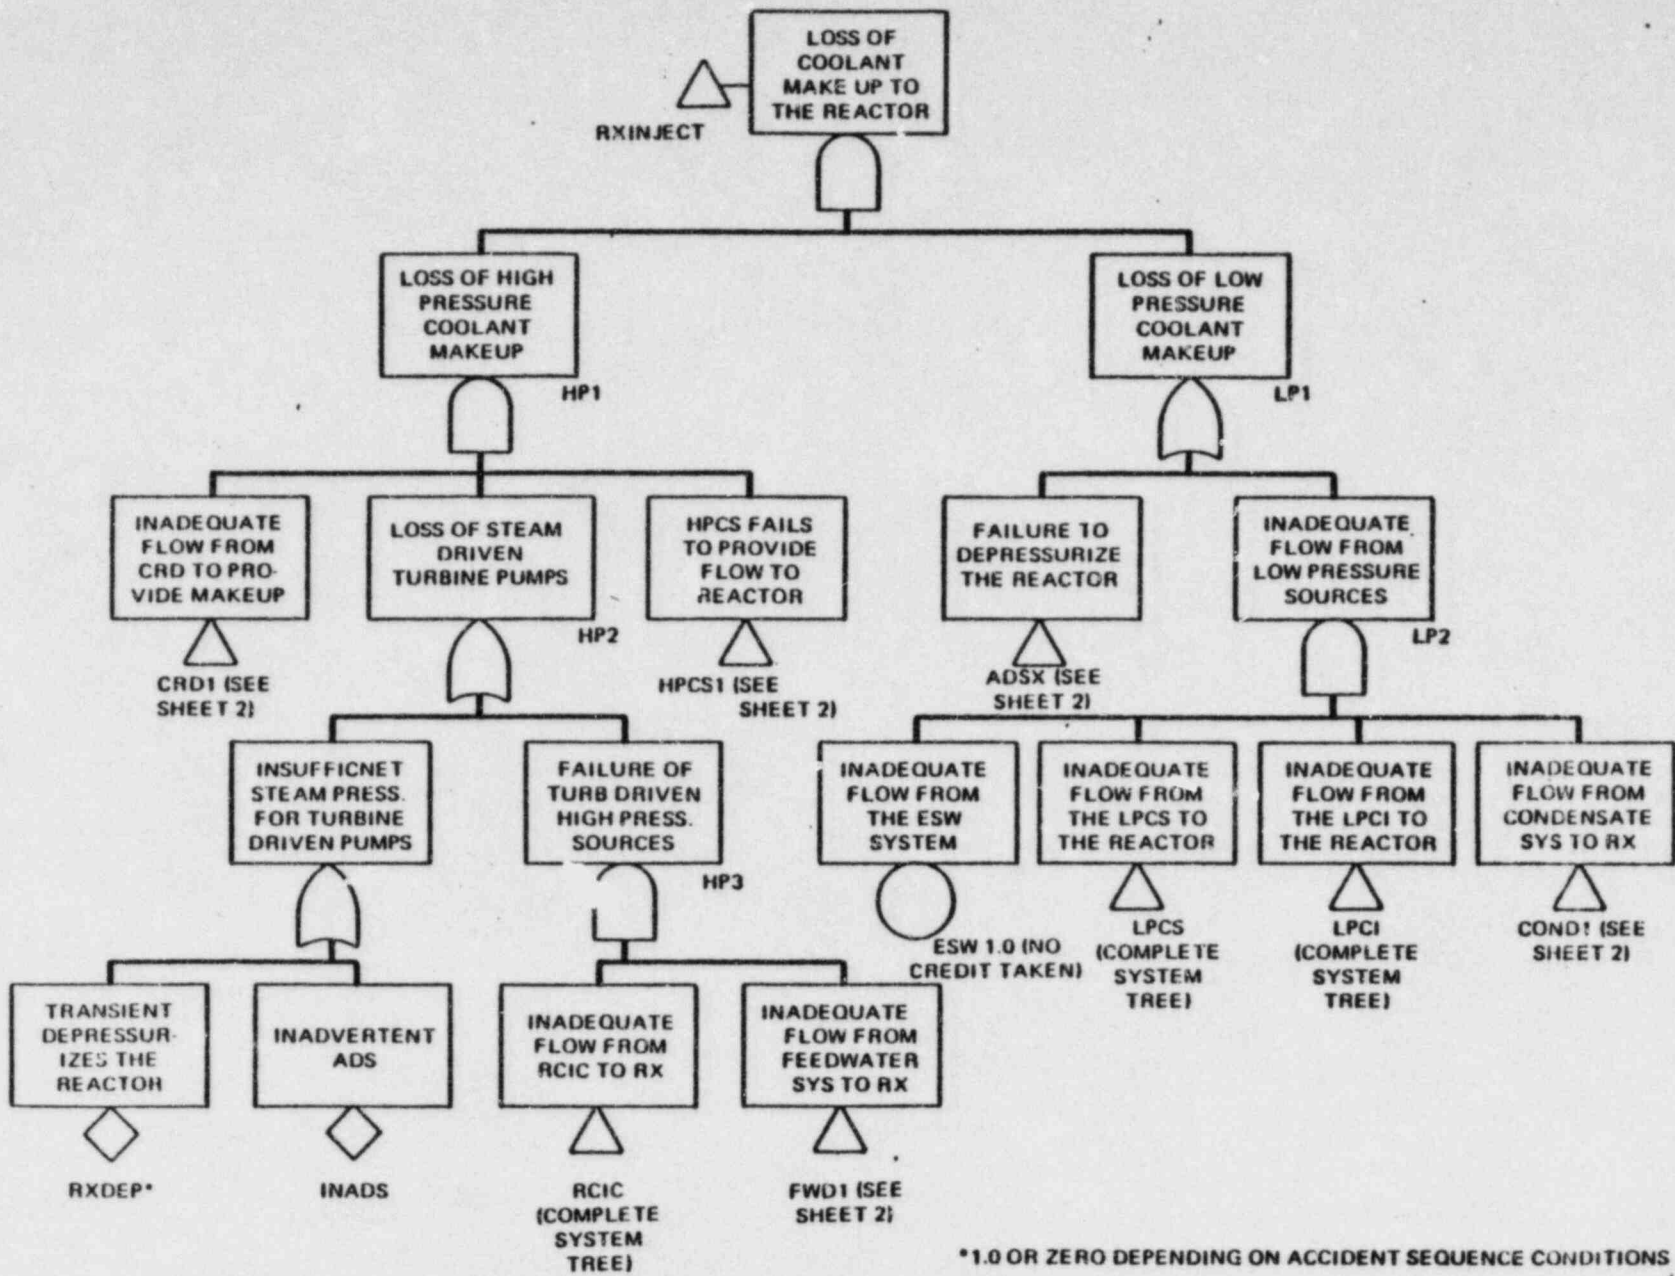 LOSS OF
COOLANT
MAKE UP TO
THE REACTOR
RXINJECT
LOSS OF HIGH
PRESSURE
COOLANT
MAKEUP
HP1
LOSS OF LOW
PRESSURE
COOLANT
MAKEUP
LP1
INADEQUATE
FLOW FROM
CRD TO PRO-
VIDE MAKEUP
CRD1 (SEE
SHEET 2)
LOSS OF STEAM
DRIVEN
TURBINE PUMPS
HP2
HPCS FAILS
TO PROVIDE
FLOW TO
REACTOR
HPCS1 (SEE
SHEET 2)
FAILURE TO
DEPRESSURIZE
THE REACTOR
ADSX (SEE
SHEET 2)
INADEQUATE
FLOW FROM
LOW PRESSURE
SOURCES
LP2
INSUFFICNET
STEAM PRESS.
FOR TURBINE
DRIVEN PUMPS
FAILURE OF
TURB DRIVEN
HIGH PRESS.
SOURCES
HP3
INADEQUATE
FLOW FROM
THE ESW
SYSTEM
ESW 1.0 (NO
CREDIT TAKEN)
INADEQUATE
FLOW FROM
THE LPCS TO
THE REACTOR
LPCS
(COMPLETE
SYSTEM
TREE)
INADEQUATE
FLOW FROM
THE LPCI TO
THE REACTOR
LPCI
(COMPLETE
SYSTEM
TREE)
INADEQUATE
FLOW FROM
CONDENSATE
SYS TO RX
COND1 (SEE
SHEET 2)
TRANSIENT
DEPRESSUR-
IZES THE
REACTOR
RXDEP*
INADVERTENT
ADS
INADS
INADEQUATE
FLOW FROM
RCIC TO RX
RCIC
(COMPLETE
SYSTEM
TREE)
INADEQUATE
FLOW FROM
FEEDWATER
SYS TO RX
FWD1 (SEE
SHEET 2)
*1.0 OR ZERO DEPENDING ON ACCIDENT SEQUENCE CONDITIONS